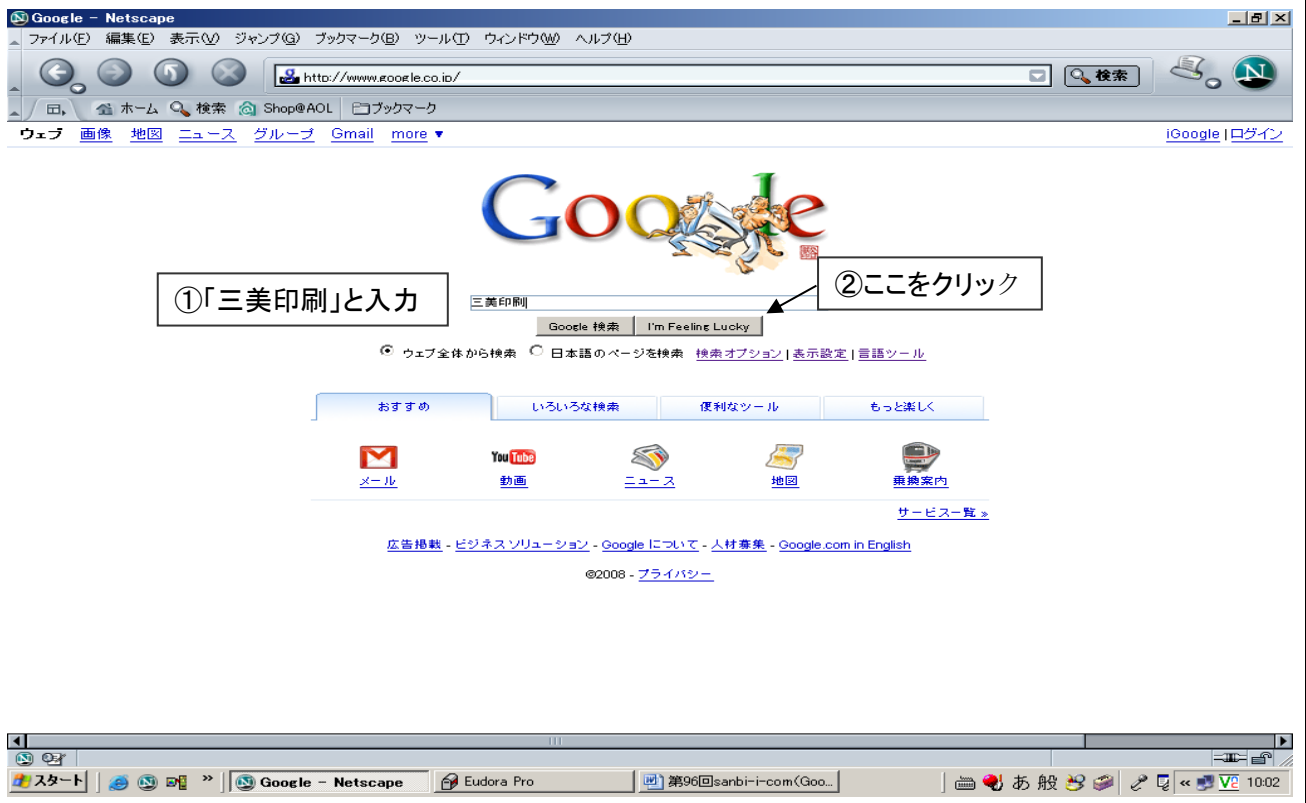 Google - Netscape
ファイル(F) 編集(E) 表示(V) ジャンプ(G) ブックマーク(B) ツール(T) ウィンドウ(W) ヘルプ(H)
http://www.google.co.jp/ 検索 N
ホーム 検索 Shop@AOL ブックマーク
ウェブ 画像 地図 ニュース グループ Gmail more ▼ iGoogle | ログイン
Google
①「三美印刷」と入力
②ここをクリック
三美印刷
Google 検索 I'm Feeling Lucky
ウェブ全体から検索 日本語のページを検索 検索オプション | 表示設定 | 言語ツール
おすすめ いろいろな検索 便利なツール もっと楽しく
You Tube
メール 動画 ニュース 地図 乗換案内
サービス一覧 »
広告掲載 - ビジネス ソリューション - Google について - 人材募集 - Google.com in English
©2008 - プライバシー
スタート » Google - Netscape Eudora Pro 第96回sanbi-i-com(Goo... あ 般 « V2 10:02